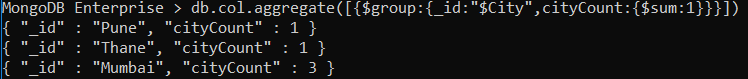 MongoDB Enterprise > db.col.aggregate([{$group:{_id:"$City",cityCount:{$sum:1}}}])
{ "_id" : "Pune", "cityCount" : 1 }
{ "_id" : "Thane", "cityCount" : 1 }
{ "_id" : "Mumbai", "cityCount" : 3 }